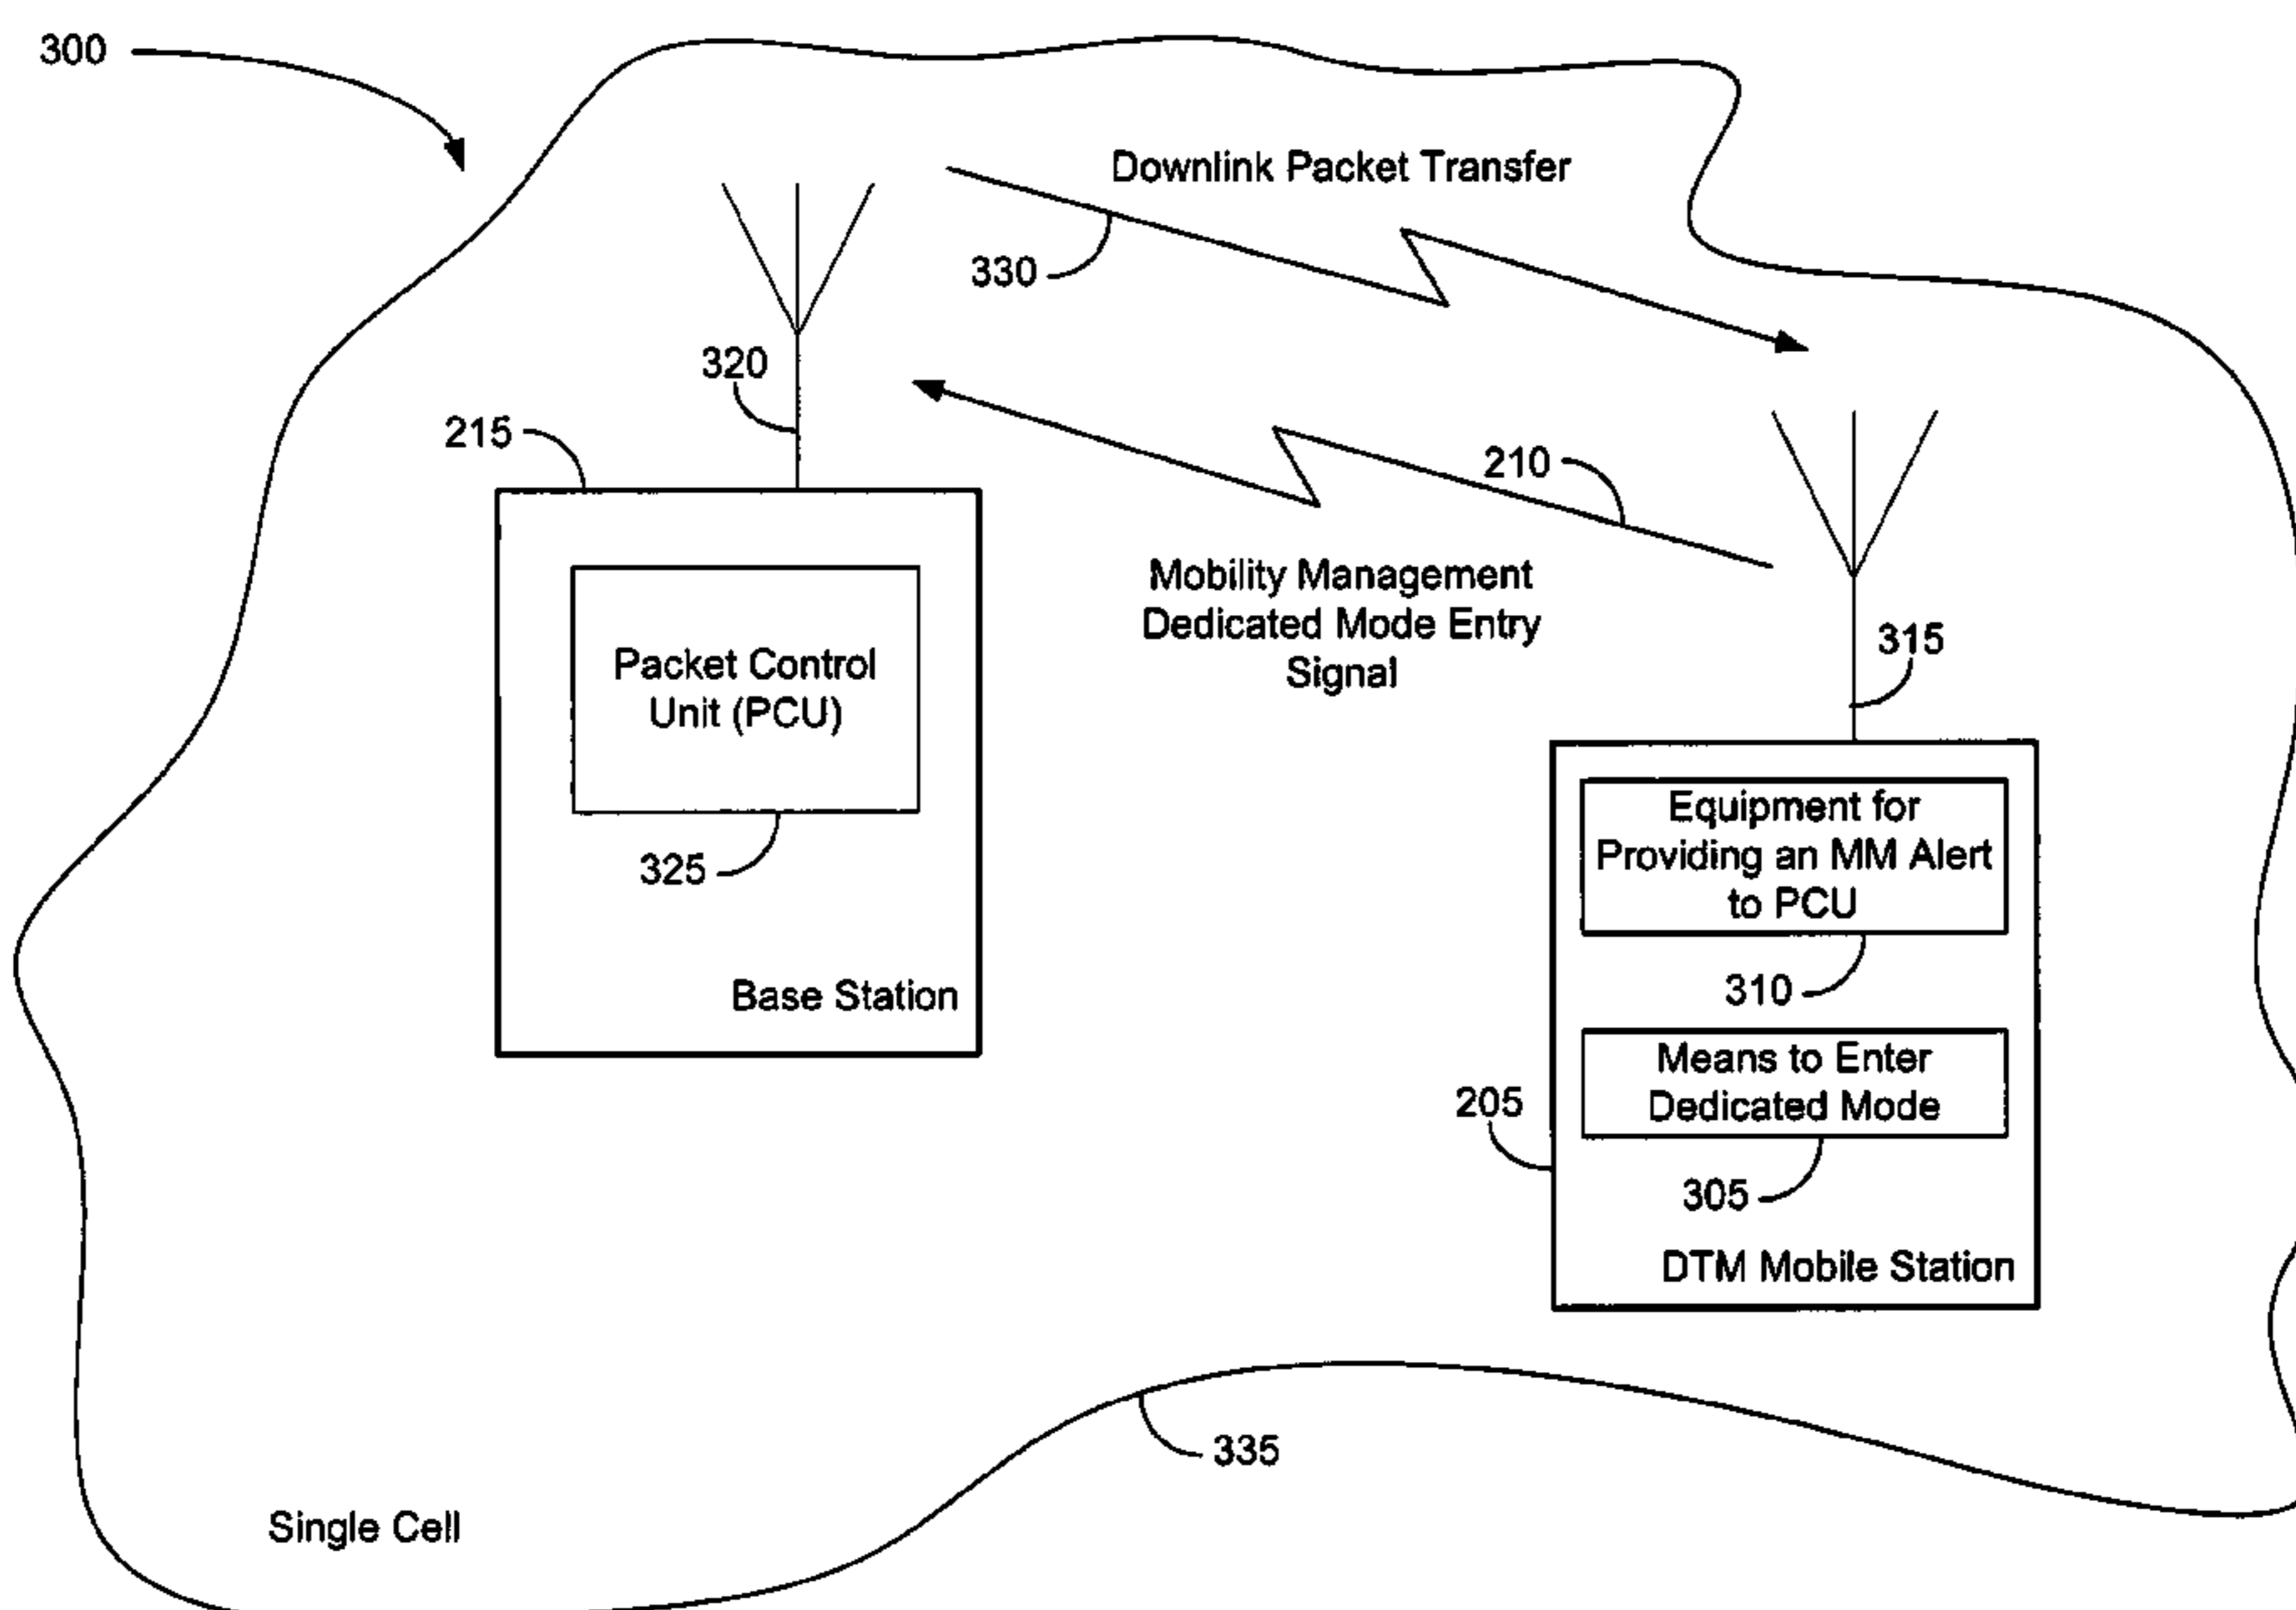 300
Downlink Packet Transfer
330
320
215
210
Mobility Management
Dedicated Mode Entry
Signal
315
Packet Control
Unit (PCU)
325
Base Station
Equipment for
Providing an MM Alert
to PCU
310
Means to Enter
Dedicated Mode
205
305
DTM Mobile Station
335
Single Cell